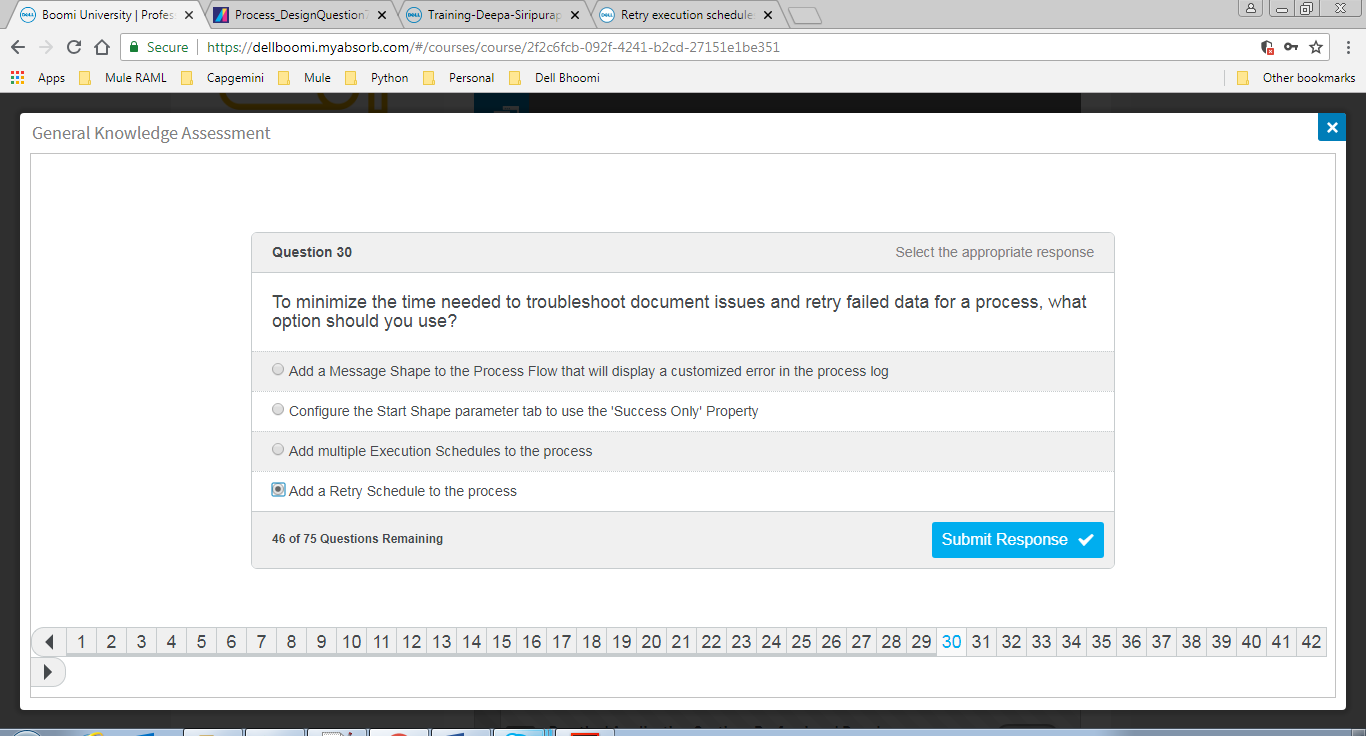 Boomi University | Profes
Process_DesignQuestion
Training-Deepa-Siripurap
Retry execution schedule
Secure
https://dellboomi.myabsorb.com/#/courses/course/2f2c6fcb-092f-4241-b2cd-27151e1be351
Apps Mule RAML Capgemini Mule Python Personal Dell Bhoomi Other bookmarks
General Knowledge Assessment
Question 30 Select the appropriate response
To minimize the time needed to troubleshoot document issues and retry failed data for a process, what
option should you use?
Add a Message Shape to the Process Flow that will display a customized error in the process log
Configure the Start Shape parameter tab to use the 'Success Only' Property
Add multiple Execution Schedules to the process
Add a Retry Schedule to the process
46 of 75 Questions Remaining Submit Response
1 2 3 4 5 6 7 8 9 10 11 12 13 14 15 16 17 18 19 20 21 22 23 24 25 26 27 28 29 30 31 32 33 34 35 36 37 38 39 40 41 42